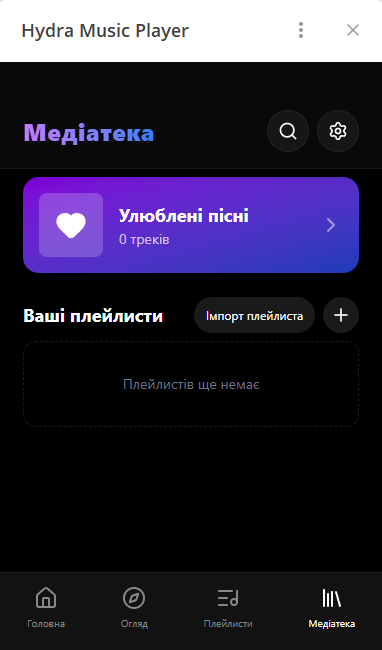 Hydra Music Player
Медіатека
Улюблені пісні
0 треків
Ваші плейлисти
Імпорт плейлиста
Плейлистів ще немає
Головна
Огляд
Плейлисти
Медіатека